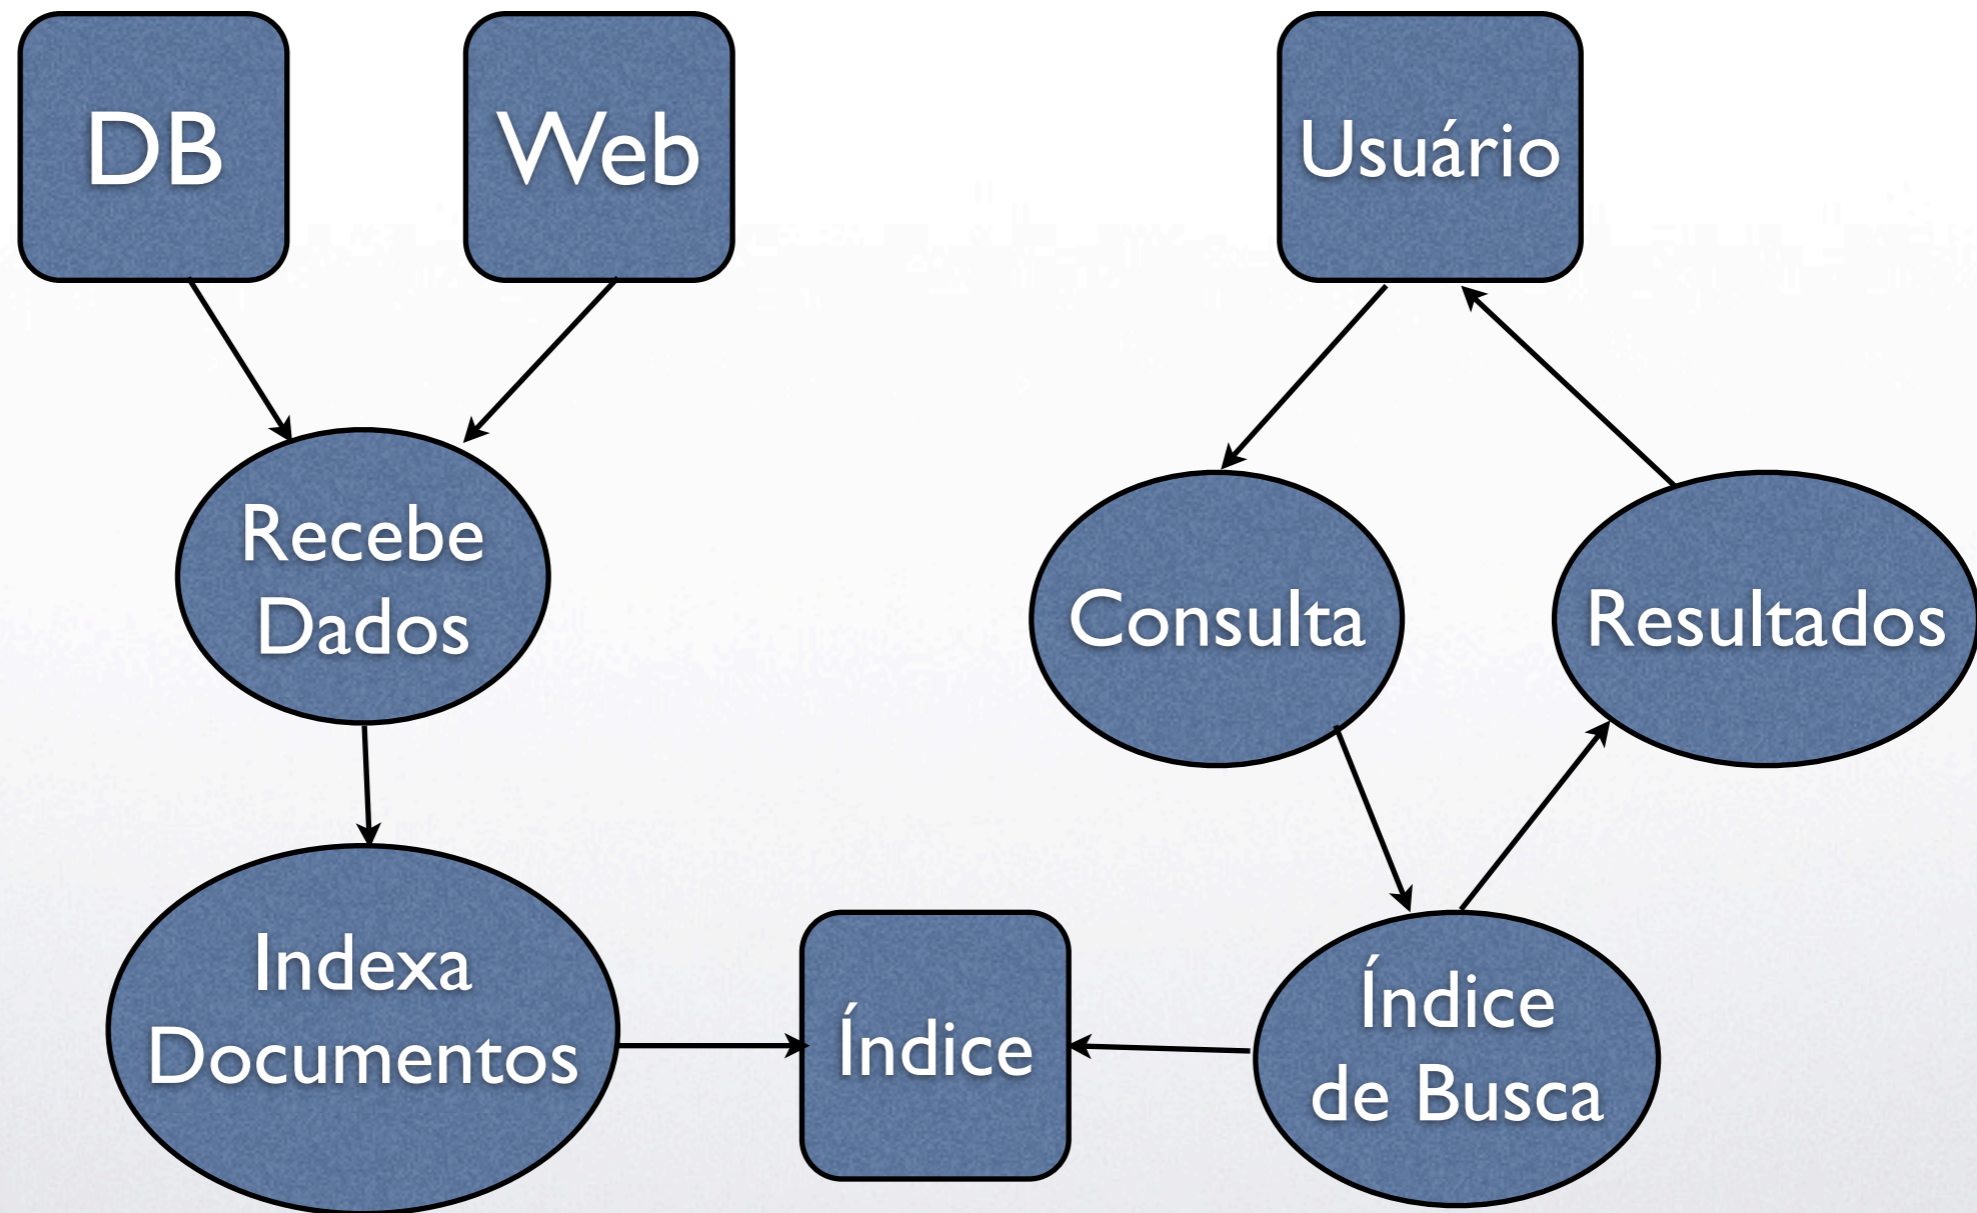 DB
Web
Usuário
Recebe
Dados
Consulta
Resultados
Indexa
Documentos
Índice
Índice
de Busca